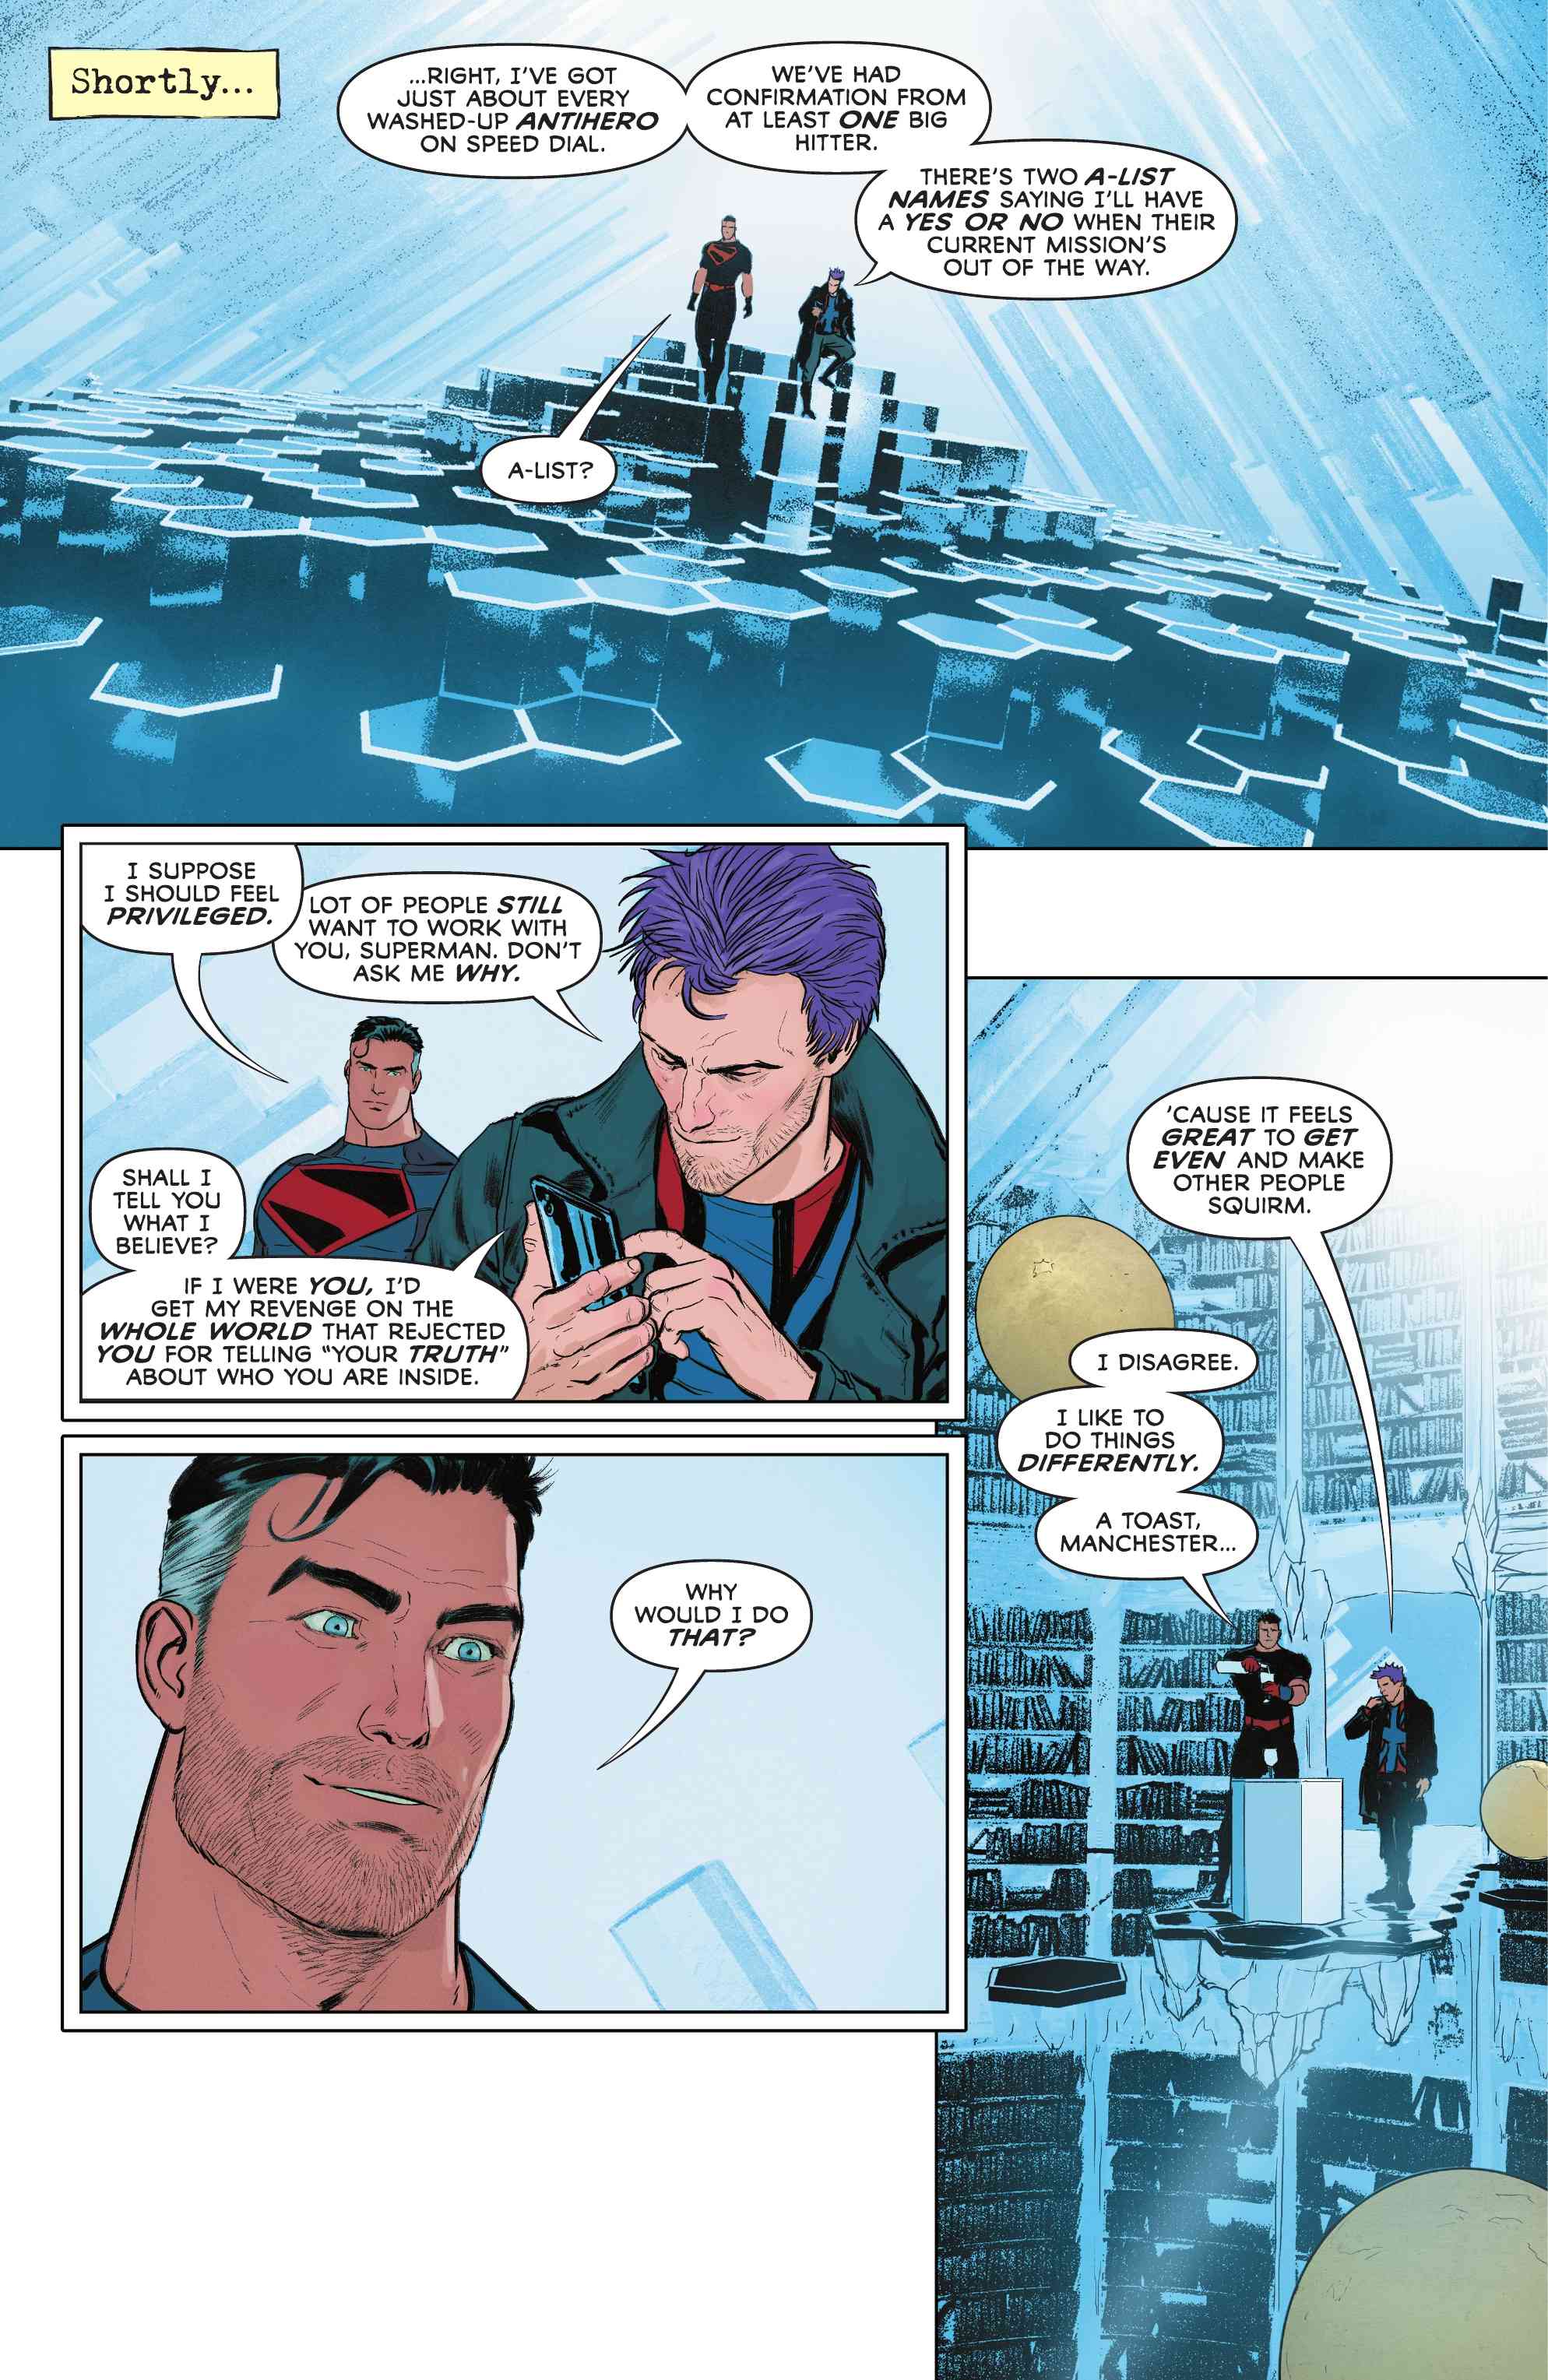 Shortly...
...RIGHT, I'VE GOT
JUST ABOUT EVERY
WASHED-UP ANTIHERO
ON SPEED DIAL.
WE'VE HAD
CONFIRMATION FROM
AT LEAST ONE BIG
HITTER.
THERE'S TWO A-LIST
NAMES SAYING I'LL HAVE
A YES OR NO WHEN THEIR
CURRENT MISSION'S
OUT OF THE WAY.
A-LIST?
I SUPPOSE
I SHOULD FEEL
PRIVILEGED.
LOT OF PEOPLE STILL
WANT TO WORK WITH
YOU, SUPERMAN. DON'T
ASK ME WHY.
SHALL I
TELL YOU
WHAT I
BELIEVE?
IF I WERE YOU, I'D
GET MY REVENGE ON THE
WHOLE WORLD THAT REJECTED
YOU FOR TELLING "YOUR TRUTH"
ABOUT WHO YOU ARE INSIDE.
WHY
WOULD I DO
THAT?
'CAUSE IT FEELS
GREAT TO GET
EVEN AND MAKE
OTHER PEOPLE
SQUIRM.
I DISAGREE.
I LIKE TO
DO THINGS
DIFFERENTLY.
A TOAST,
MANCHESTER...